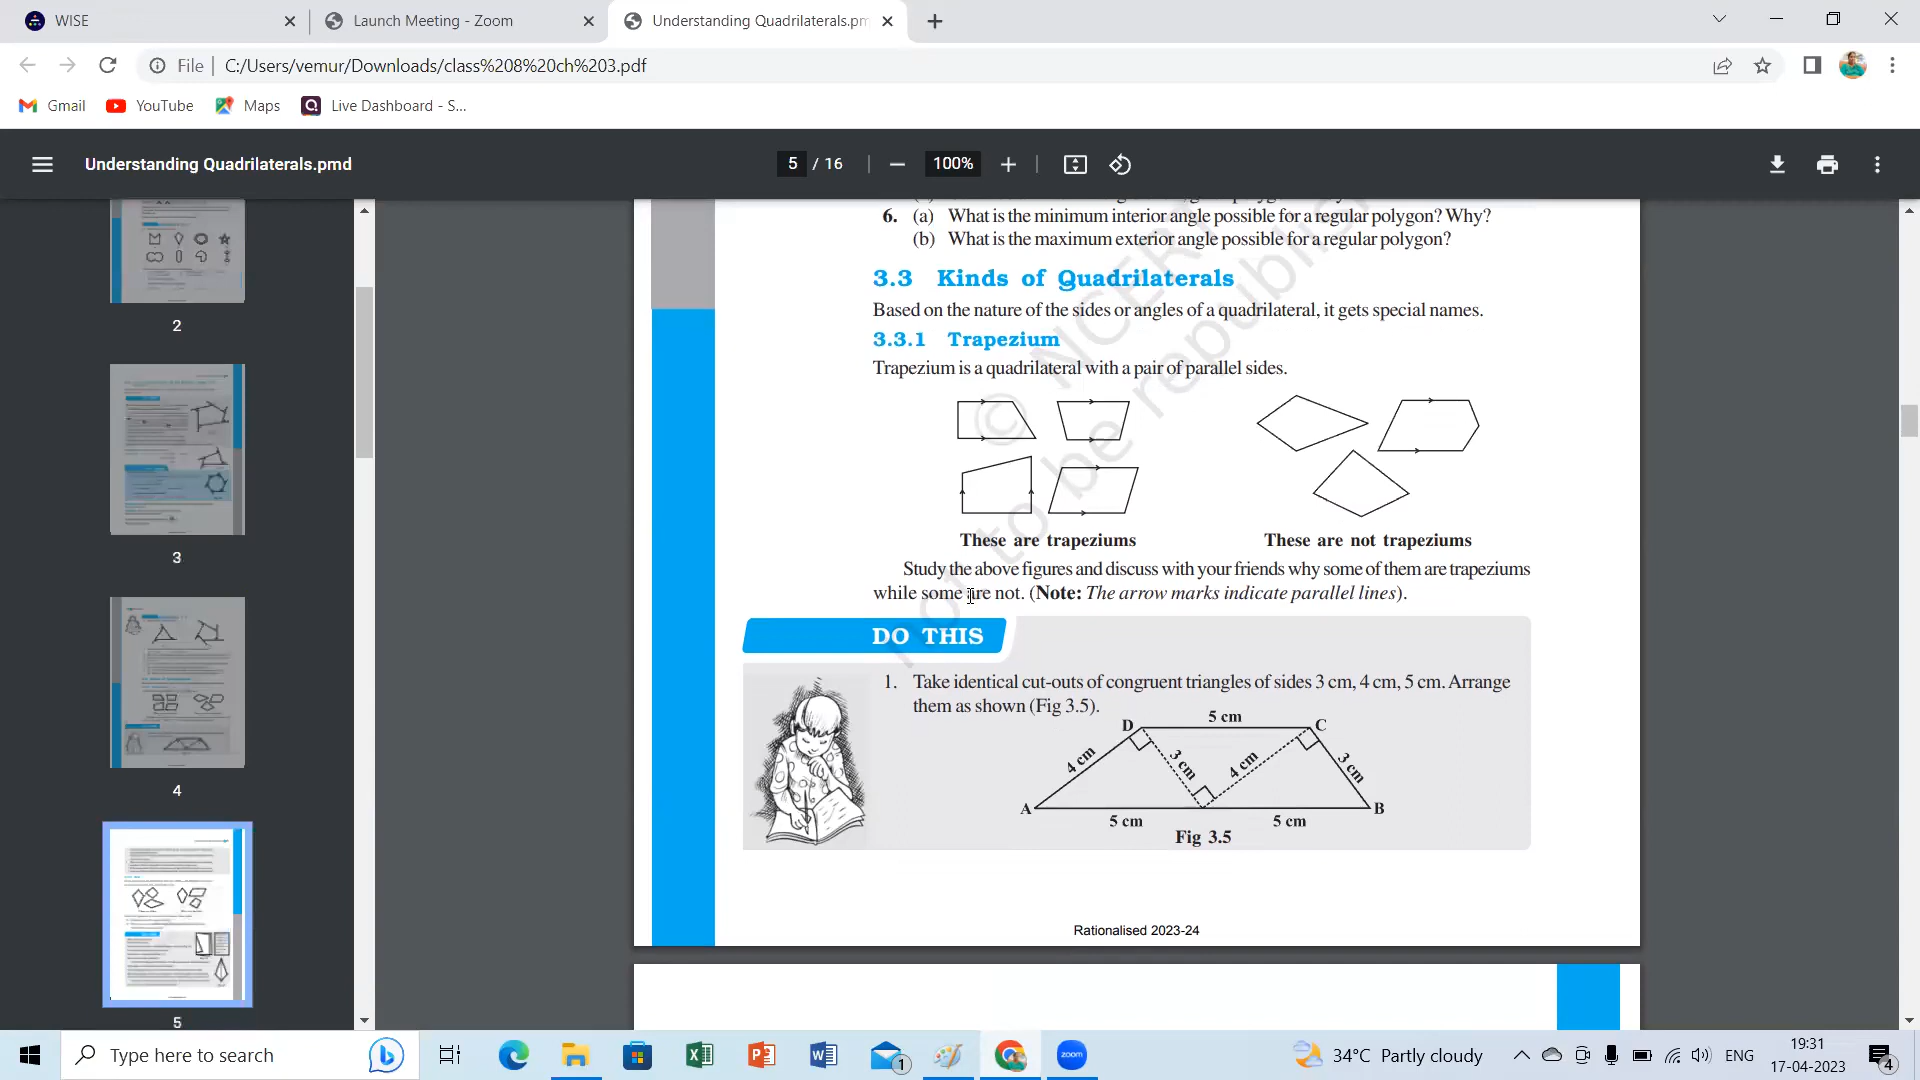 WISE
Launch Meeting - Zoom
Understanding Quadrilaterals.pm
File
C:/Users/vemur/Downloads/class%208%20ch%203.pdf
Gmail
YouTube
Maps
Live Dashboard - S...
Understanding Quadrilaterals.pmd
5 / 16
100%
2
3
4
5
6. (a) What is the minimum interior angle possible for a regular polygon? Why?
(b) What is the maximum exterior angle possible for a regular polygon?
3.3 Kinds of Quadrilaterals
Based on the nature of the sides or angles of a quadrilateral, it gets special names.
3.3.1 Trapezium
Trapezium is a quadrilateral with a pair of parallel sides.
These are trapeziums
These are not trapeziums
Study the above figures and discuss with your friends why some of them are trapeziums
while some are not. (Note: The arrow marks indicate parallel lines).
DO THIS
1. Take identical cut-outs of congruent triangles of sides 3 cm, 4 cm, 5 cm. Arrange
them as shown (Fig 3.5).
D
5 cm
C
4 cm
3 cm
4 cm
3 cm
A
B
5 cm
5 cm
Fig 3.5
Rationalised 2023-24
© NCERT
not to be republis
Type here to search
1
zoom
34°C Partly cloudy
ENG
19:31
17-04-2023
4